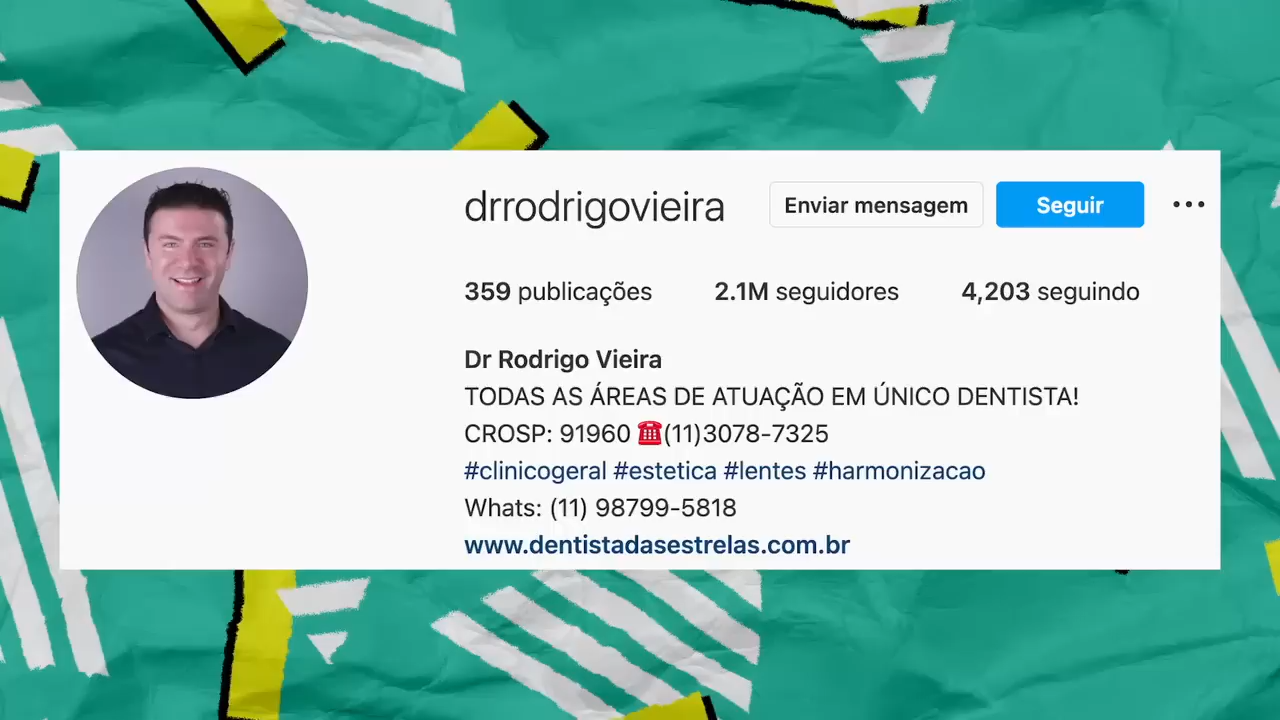 drrodrigovieira Enviar mensagem Seguir
359 publicações 2.1M seguidores 4,203 seguindo
Dr Rodrigo Vieira
TODAS AS ÁREAS DE ATUAÇÃO EM ÚNICO DENTISTA!
CROSP: 91960 ☎️(11)3078-7325
#clinicogeral #estetica #lentes #harmonizacao
Whats: (11) 98799-5818
www.dentistadasestrelas.com.br